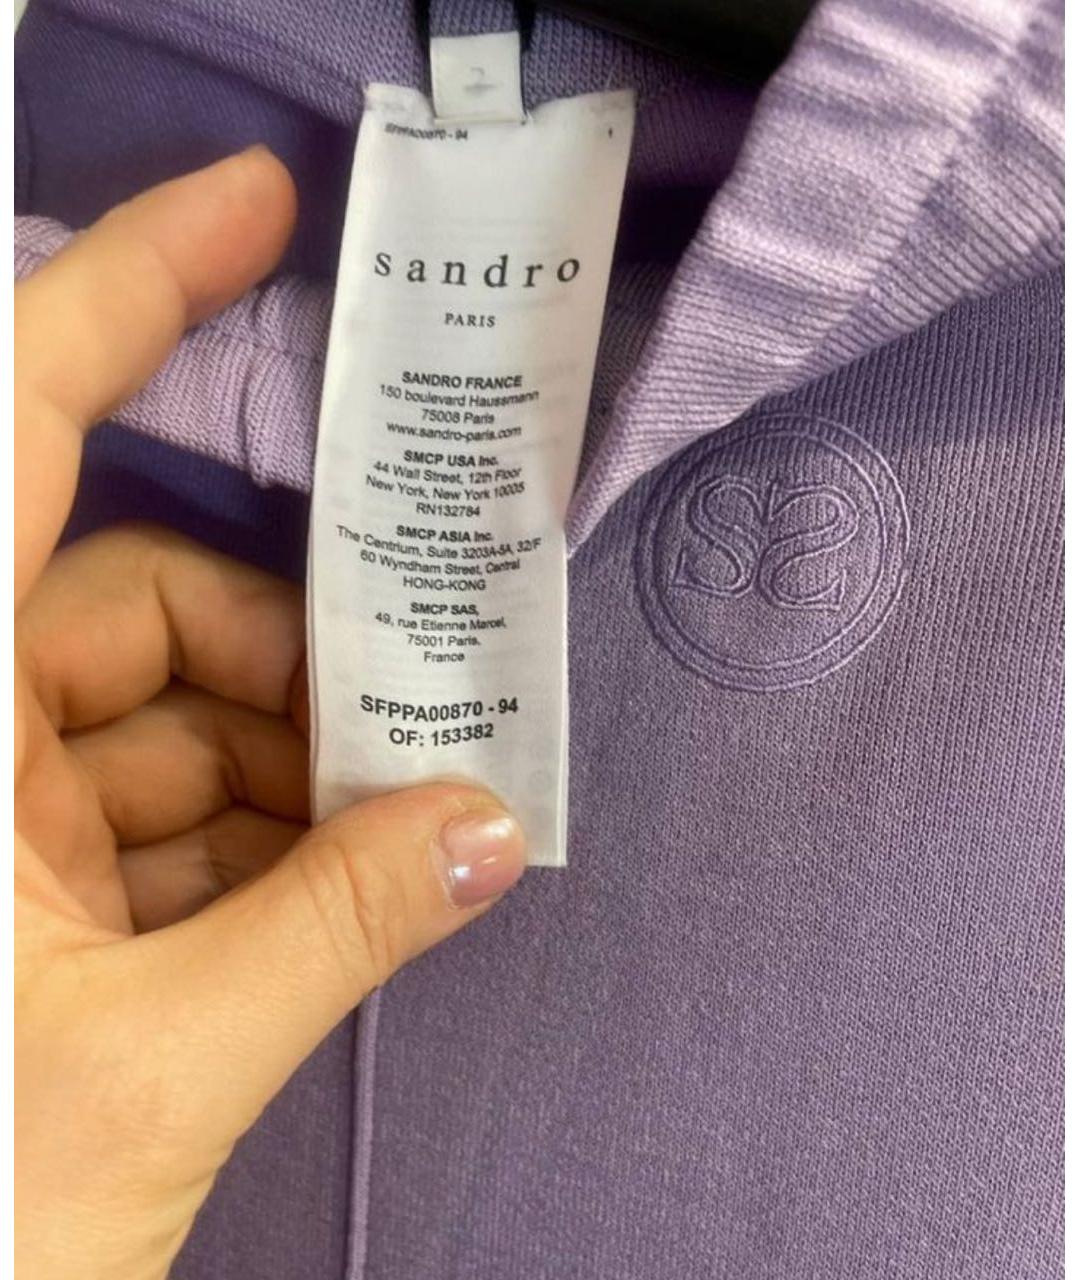 2
SFPPA00870 - 94
1
sandro
PARIS
SANDRO FRANCE
150 boulevard Haussmann
75008 Paris
www.sandro-paris.com
SMCP USA Inc.
44 Wall Street, 12th Floor
New York, New York 10005
RN132784
SMCP ASIA Inc.
The Centrium, Suite 3203A-5A, 32/F
60 Wyndham Street, Central
HONG-KONG
SMCP SAS,
49, rue Etienne Marcel,
75001 Paris,
France
SFPPA00870 - 94
OF: 153382